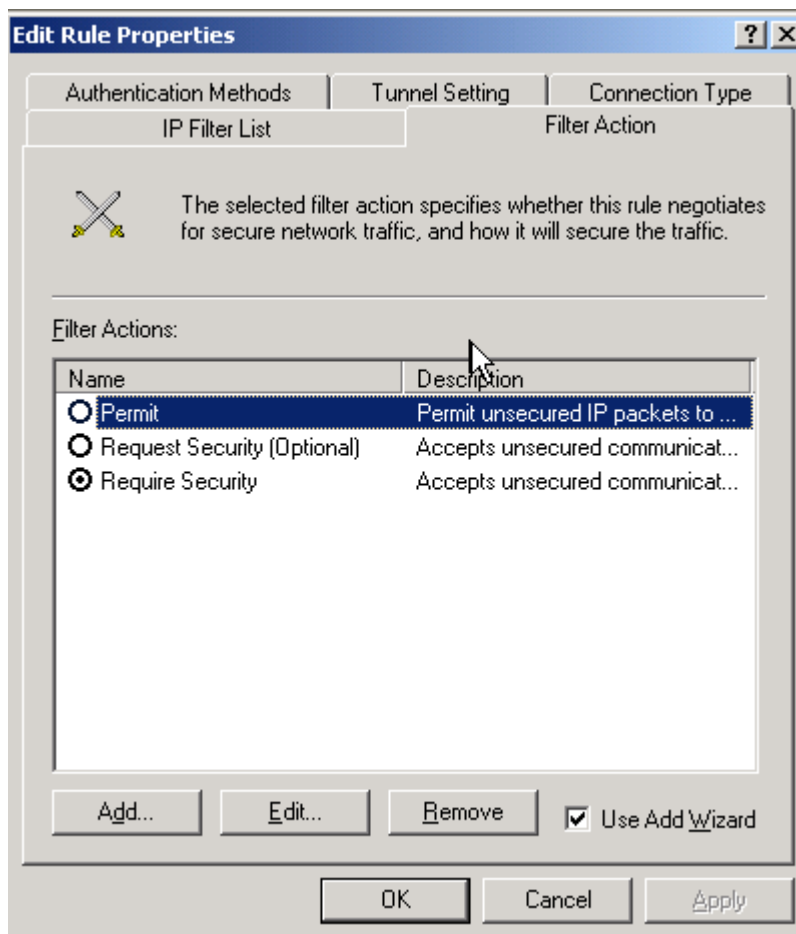 Edit Rule Properties
Authentication Methods Tunnel Setting Connection Type
IP Filter List Filter Action
The selected filter action specifies whether this rule negotiates
for secure network traffic, and how it will secure the traffic.
Filter Actions:
Name Description
Permit Permit unsecured IP packets to ...
Request Security (Optional) Accepts unsecured communicat...
Require Security Accepts unsecured communicat...
Add... Edit... Remove Use Add Wizard
OK Cancel Apply